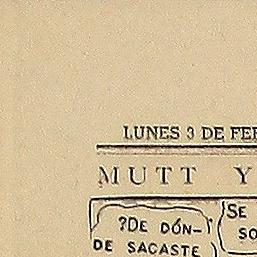 LUNES 3 DE FE
MUTT Y
?DE DÓN-
DE SACASTE
SE
SO